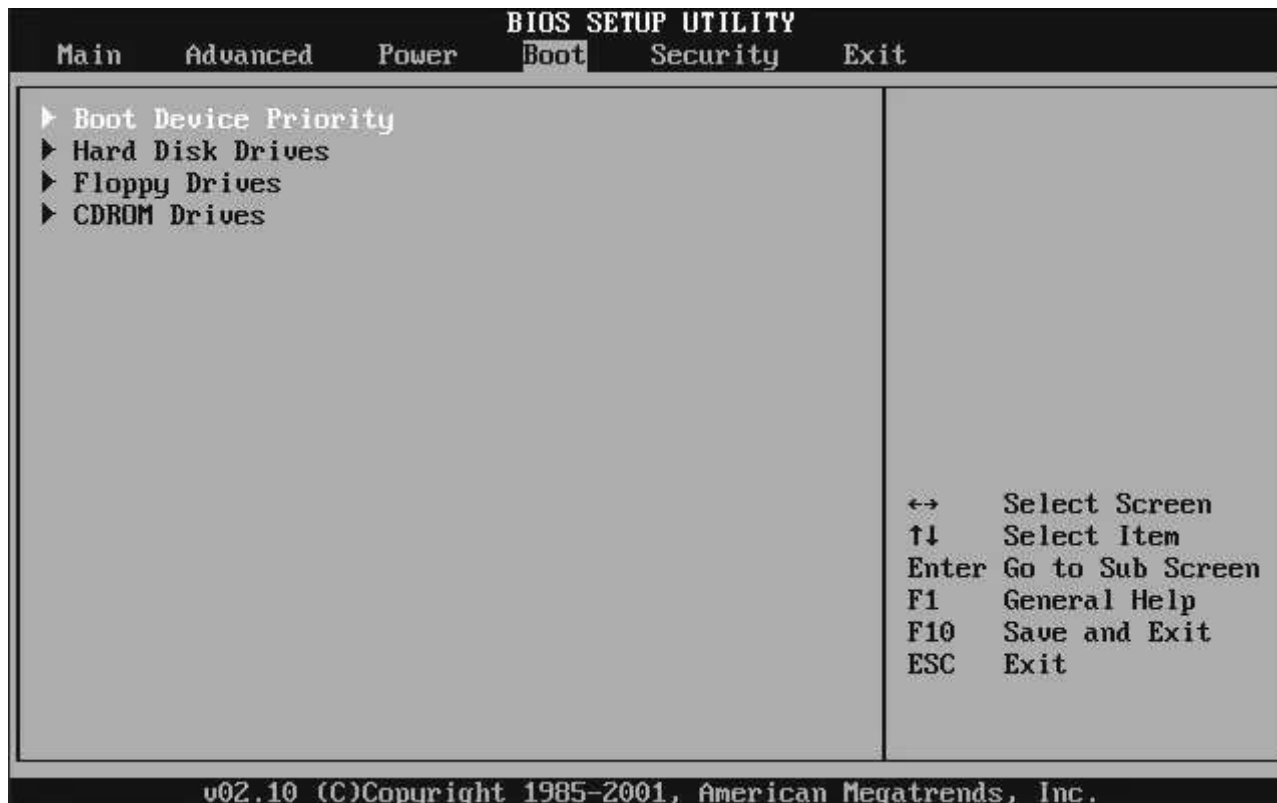 BIOS SETUP UTILITY
Main Advanced Power Boot Security Exit
Boot Device Priority
Hard Disk Drives
Floppy Drives
CDROM Drives
←→ Select Screen
↑↓ Select Item
Enter Go to Sub Screen
F1 General Help
F10 Save and Exit
ESC Exit
v02.10 (C)Copyright 1985-2001, American Megatrends, Inc.